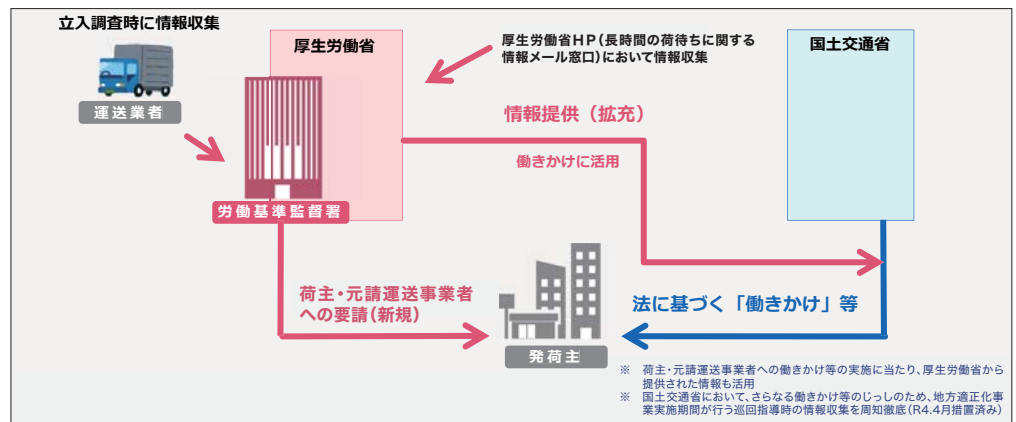 立入調査時に情報収集
運送業者
厚生労働省
厚生労働省HP（長時間の荷待ちに関する
情報メール窓口）において情報収集
国土交通省
情報提供（拡充）
働きかけに活用
労働基準監督署
荷主・元請運送事業者
への要請（新規）
発荷主
法に基づく「働きかけ」等
※ 荷主・元請運送事業者への働きかけ等の実施に当たり、厚生労働省から
提供された情報も活用
※ 国土交通省において、さらなる働きかけ等のじっしのため、地方適正化事
業実施期間が行う巡回指導時の情報収集を周知徹底（R4.4月措置済み）